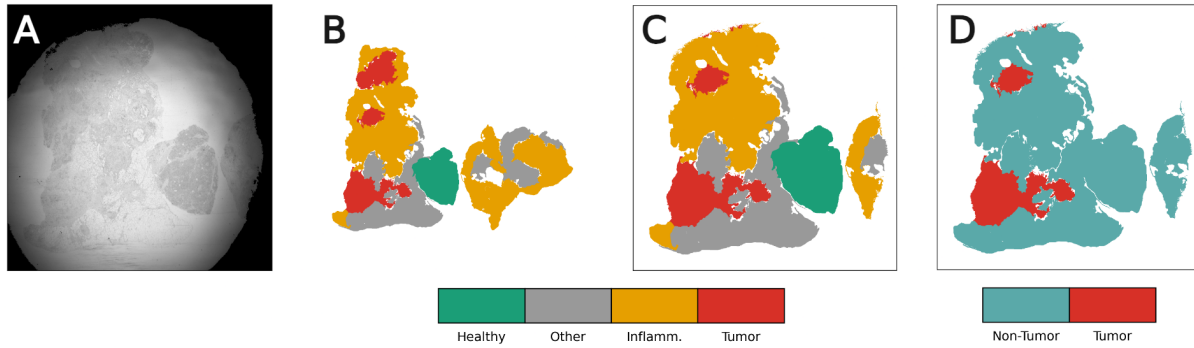 A
B
C
D
Healthy
Other
Inflamm.
Tumor
Non-Tumor
Tumor